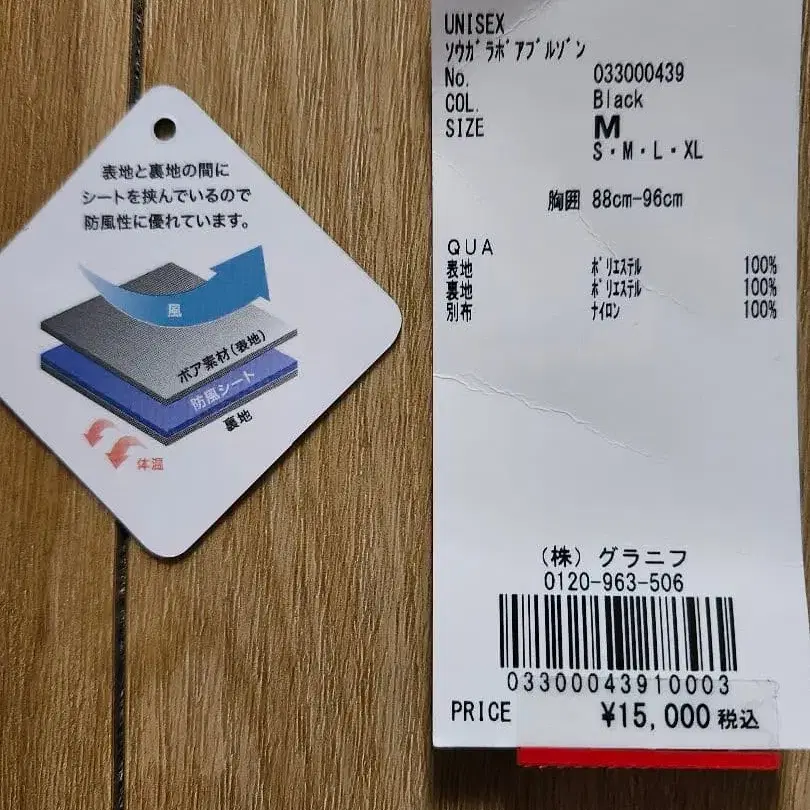 表地と裏地の間に
シートを挟んでいるので
防風性に優れています。
風
ボア素材(表地)
防風シート
裏地
体温
UNISEX
ソウガラボアブルゾン
No. 033000439
COL. Black
SIZE M
S・M・L・XL
胸囲 88cm-96cm
QUA
表地 ポリエステル 100%
裏地 ポリエステル 100%
別布 ナイロン 100%
(株) グラニフ
0120-963-506
03300043910003
PRICE ¥15,000 税込